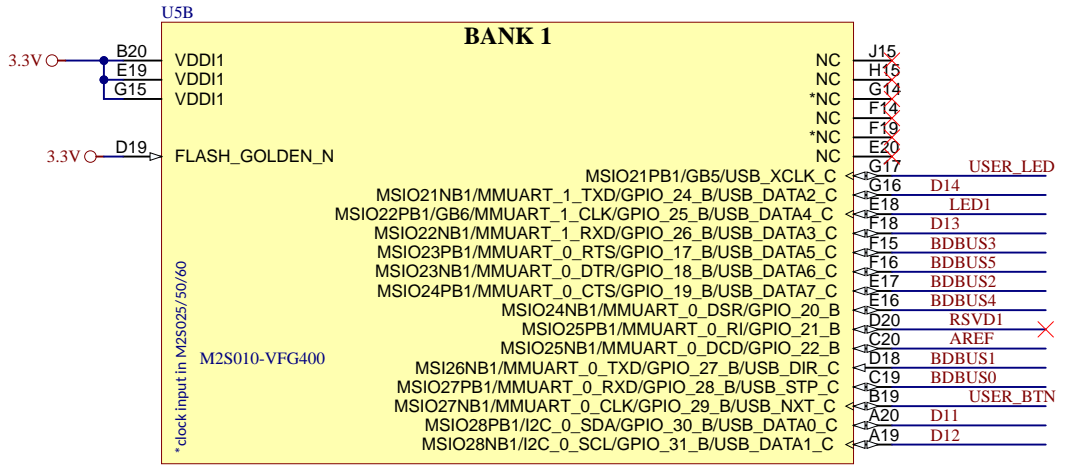 U5B
BANK 1
3.3V B20 VDDI1
E19 VDDI1
G15 VDDI1
3.3V D19 FLASH_GOLDEN_N
NC J15
NC H15
*NC G14
NC F14
*NC F19
NC E20
MSIO21PB1/GB5/USB_XCLK_C G17 USER_LED
MSIO21NB1/MMUART_1_TXD/GPIO_24_B/USB_DATA2_C G16 D14
MSIO22PB1/GB6/MMUART_1_CLK/GPIO_25_B/USB_DATA4_C E18 LED1
MSIO22NB1/MMUART_1_RXD/GPIO_26_B/USB_DATA3_C F18 D13
MSIO23PB1/MMUART_0_RTS/GPIO_17_B/USB_DATA5_C F15 BDBUS3
MSIO23NB1/MMUART_0_DTR/GPIO_18_B/USB_DATA6_C F16 BDBUS5
MSIO24PB1/MMUART_0_CTS/GPIO_19_B/USB_DATA7_C E17 BDBUS2
MSIO24NB1/MMUART_0_DSR/GPIO_20_B E16 BDBUS4
MSIO25PB1/MMUART_0_RI/GPIO_21_B D20 RSVD1
MSIO25NB1/MMUART_0_DCD/GPIO_22_B C20 AREF
MSI26NB1/MMUART_0_TXD/GPIO_27_B/USB_DIR_C D18 BDBUS1
MSIO27PB1/MMUART_0_RXD/GPIO_28_B/USB_STP_C C19 BDBUS0
MSIO27NB1/MMUART_0_CLK/GPIO_29_B/USB_NXT_C B19 USER_BTN
MSIO28PB1/I2C_0_SDA/GPIO_30_B/USB_DATA0_C A20 D11
MSIO28NB1/I2C_0_SCL/GPIO_31_B/USB_DATA1_C A19 D12
*clock input in M2S025/50/60
M2S010-VFG400